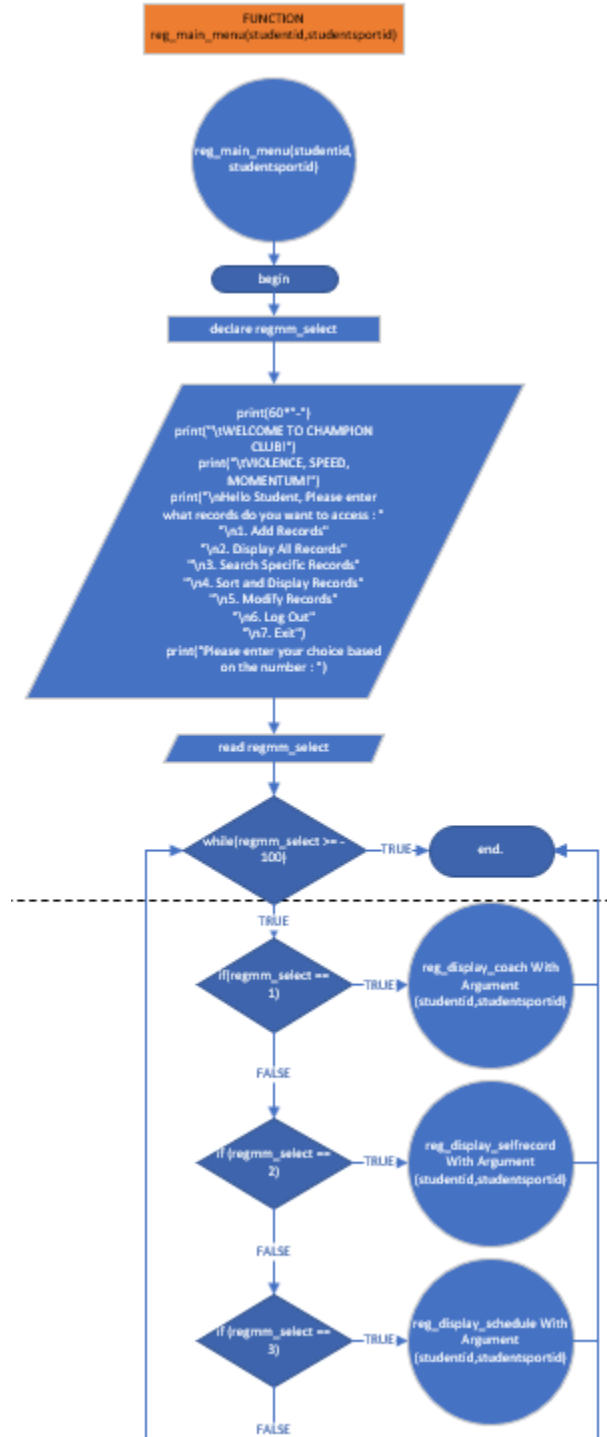 FUNCTION
reg_main_menu(studentid,studentsportid)
reg_main_menu(studentid,
studentsportid)
begin
declare regmm_select
print(60*"-")
print("\tWELCOME TO CHAMPION
CLUB!")
print("\tVIOLENCE, SPEED,
MOMENTUM!")
print("\nHello Student, Please enter
what records do you want to access : "
"\n1. Add Records"
"\n2. Display All Records"
"\n3. Search Specific Records"
"\n4. Sort and Display Records"
"\n5. Modify Records"
"\n6. Log Out"
"\n7. Exit")
print("Please enter your choice based
on the number : ")
read regmm_select
while(regmm_select >= -
100)
TRUE
end.
TRUE
if(regmm_select ==
1)
TRUE
reg_display_coach With
Argument
(studentid,studentsportid)
FALSE
if (regmm_select ==
2)
TRUE
reg_display_selfrecord
With Argument
(studentid,studentsportid)
FALSE
if (regmm_select ==
3)
TRUE
reg_display_schedule With
Argument
(studentid,studentsportid)
FALSE